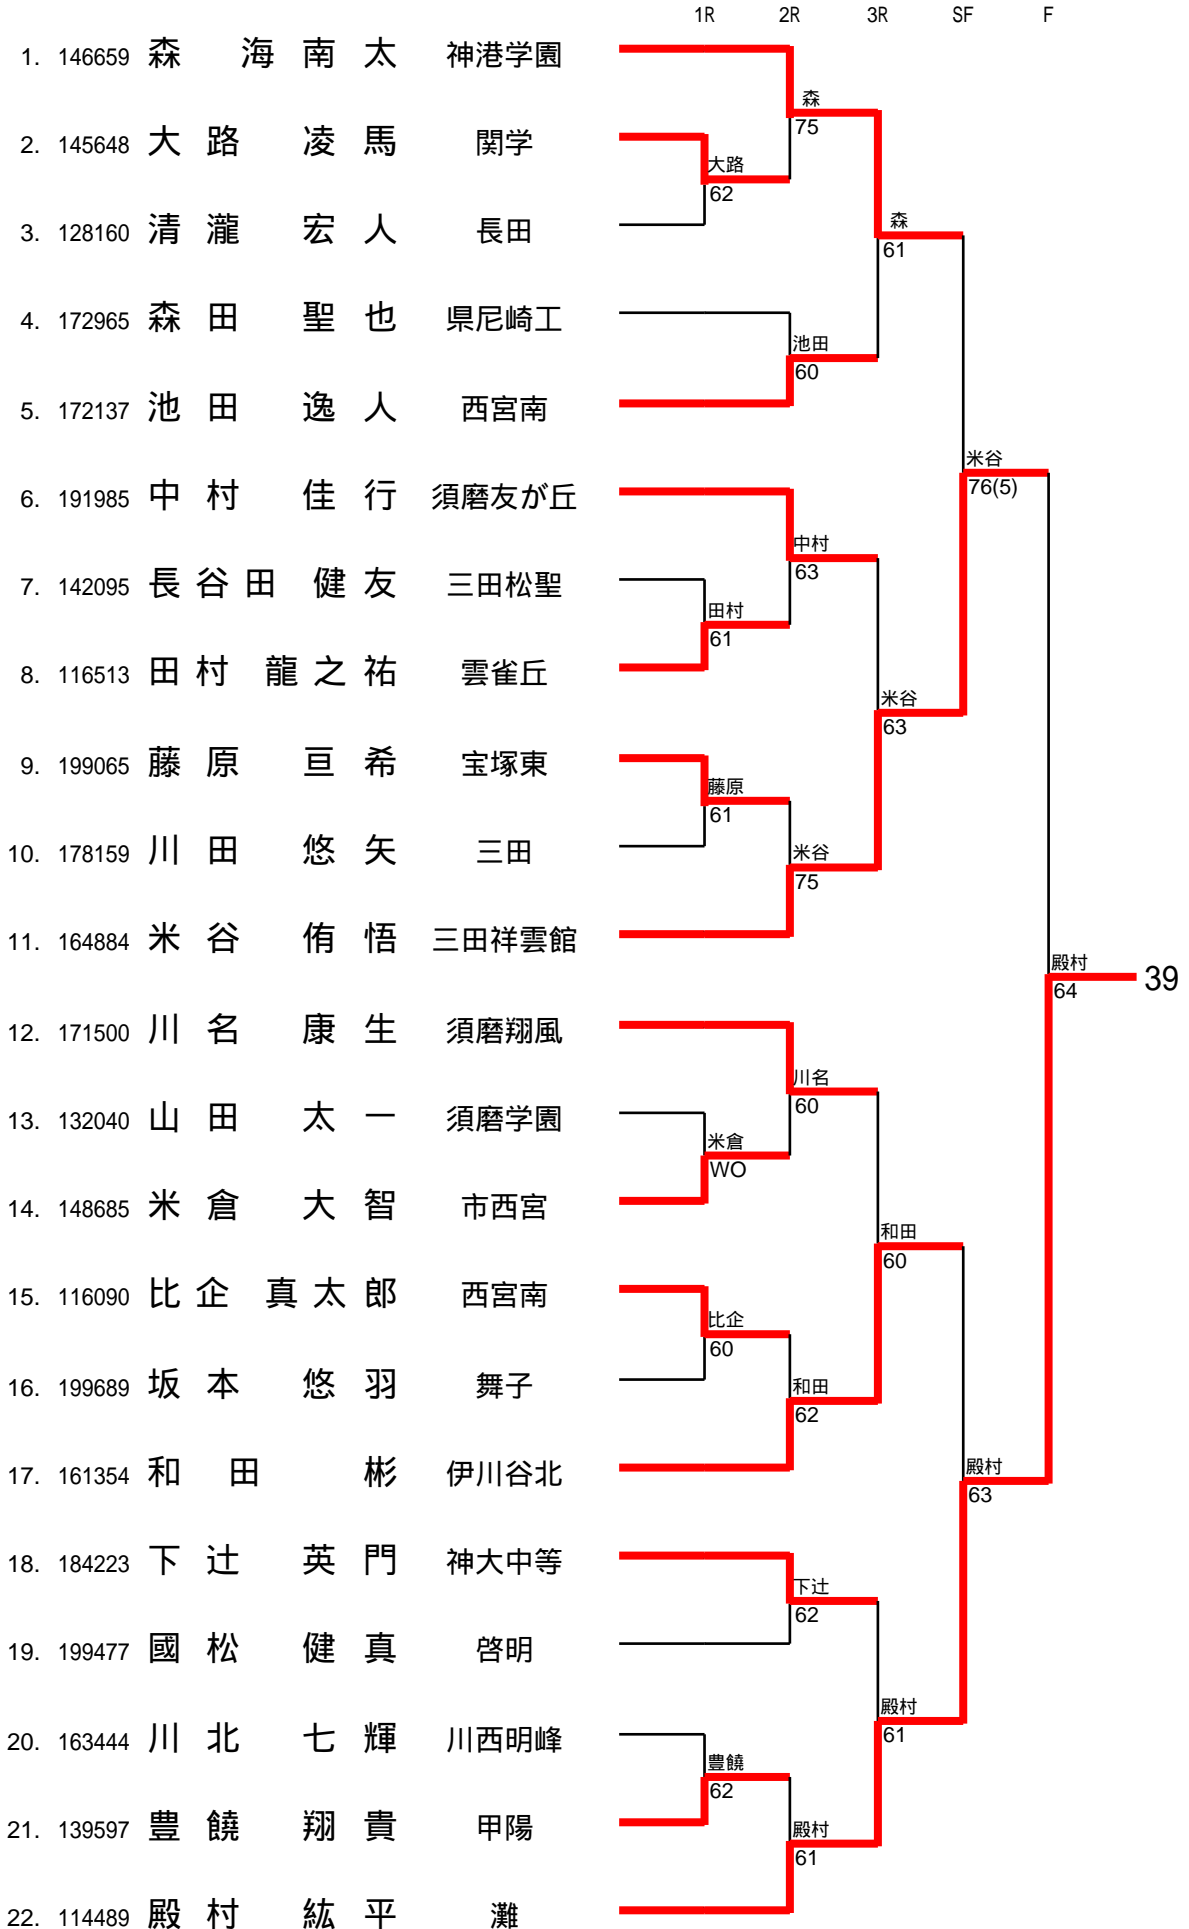 1R 2R 3R SF F
1. 146659 森 海南太 神港学園
森
75
2. 145648 大路 凌馬 関学
大路
62
3. 128160 清瀧 宏人 長田
森
61
4. 172965 森田 聖也 県尼崎工
池田
60
5. 172137 池田 逸人 西宮南
米谷
76(5)
6. 191985 中村 佳行 須磨友が丘
中村
63
7. 142095 長谷田 健友 三田松聖
田村
61
8. 116513 田村 龍之祐 雲雀丘
米谷
63
9. 199065 藤原 亘希 宝塚東
藤原
61
10. 178159 川田 悠矢 三田
米谷
75
11. 164884 米谷 侑悟 三田祥雲館
殿村 39
64
12. 171500 川名 康生 須磨翔風
川名
60
13. 132040 山田 太一 須磨学園
米倉
WO
14. 148685 米倉 大智 市西宮
和田
60
15. 116090 比企 真太郎 西宮南
比企
60
16. 199689 坂本 悠羽 舞子
和田
62
17. 161354 和田 彬 伊川谷北
殿村
63
18. 184223 下辻 英門 神大中等
下辻
62
19. 199477 國松 健真 啓明
殿村
61
20. 163444 川北 七輝 川西明峰
豊饒
62
21. 139597 豊饒 翔貴 甲陽
殿村
61
22. 114489 殿村 紘平 灘